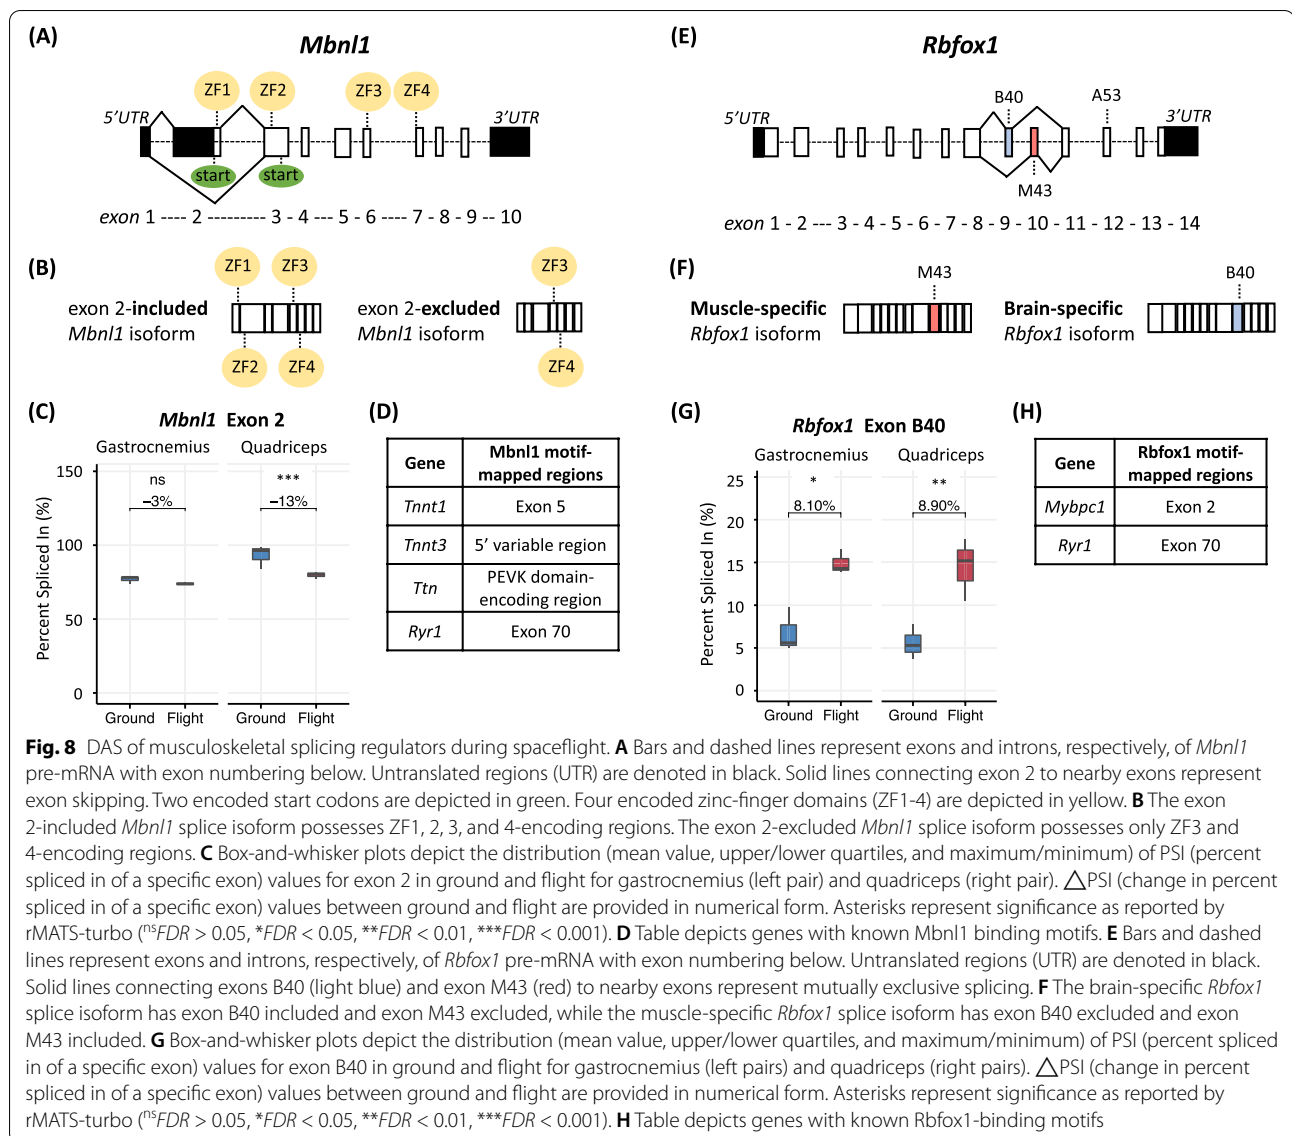 (A)
Mbnl1
ZF1
ZF2
ZF3
ZF4
5’UTR
3’UTR
start
start
exon 1 ---- 2 ---------- 3 - 4 --- 5 - 6 ---- 7 - 8 - 9 -- 10
(E)
Rbfox1
B40
A53
5’UTR
3’UTR
M43
exon 1 - 2 --- 3 - 4 - 5 - 6 - 7 - 8 - 9 - 10 - 11 - 12 - 13 - 14
(B)
ZF1
ZF3
exon 2-included
Mbnl1 isoform
ZF2
ZF4
ZF3
exon 2-excluded
Mbnl1 isoform
ZF4
(F)
M43
Muscle-specific
Rbfox1 isoform
B40
Brain-specific
Rbfox1 isoform
(C)
Mbnl1 Exon 2
Gastrocnemius
Quadriceps
Percent Spliced In (%)
150
100
50
0
ns
−3%
***
−13%
Ground
Flight
Ground
Flight
(D)
Gene
Mbnl1 motif-
mapped regions
Tnnt1
Exon 5
Tnnt3
5’ variable region
Ttn
PEVK domain-
encoding region
Ryr1
Exon 70
(G)
Rbfox1 Exon B40
Gastrocnemius
Quadriceps
Percent Spliced In (%)
25
20
15
10
5
0
*
8.10%
**
8.90%
Ground
Flight
Ground
Flight
(H)
Gene
Rbfox1 motif-
mapped regions
Mybpc1
Exon 2
Ryr1
Exon 70
Fig. 8 DAS of musculoskeletal splicing regulators during spaceflight. A Bars and dashed lines represent exons and introns, respectively, of Mbnl1
pre-mRNA with exon numbering below. Untranslated regions (UTR) are denoted in black. Solid lines connecting exon 2 to nearby exons represent
exon skipping. Two encoded start codons are depicted in green. Four encoded zinc-finger domains (ZF1-4) are depicted in yellow. B The exon
2-included Mbnl1 splice isoform possesses ZF1, 2, 3, and 4-encoding regions. The exon 2-excluded Mbnl1 splice isoform possesses only ZF3 and
4-encoding regions. C Box-and-whisker plots depict the distribution (mean value, upper/lower quartiles, and maximum/minimum) of PSI (percent
spliced in of a specific exon) values for exon 2 in ground and flight for gastrocnemius (left pair) and quadriceps (right pair). △PSI (change in percent
spliced in of a specific exon) values between ground and flight are provided in numerical form. Asterisks represent significance as reported by
rMATS-turbo (nsFDR > 0.05, *FDR < 0.05, **FDR < 0.01, ***FDR < 0.001). D Table depicts genes with known Mbnl1 binding motifs. E Bars and dashed
lines represent exons and introns, respectively, of Rbfox1 pre-mRNA with exon numbering below. Untranslated regions (UTR) are denoted in black.
Solid lines connecting exons B40 (light blue) and exon M43 (red) to nearby exons represent mutually exclusive splicing. F The brain-specific Rbfox1
splice isoform has exon B40 included and exon M43 excluded, while the muscle-specific Rbfox1 splice isoform has exon B40 excluded and exon
M43 included. G Box-and-whisker plots depict the distribution (mean value, upper/lower quartiles, and maximum/minimum) of PSI (percent spliced
in of a specific exon) values for exon B40 in ground and flight for gastrocnemius (left pairs) and quadriceps (right pairs). △PSI (change in percent
spliced in of a specific exon) values between ground and flight are provided in numerical form. Asterisks represent significance as reported by
rMATS-turbo (nsFDR > 0.05, *FDR < 0.05, **FDR < 0.01, ***FDR < 0.001). H Table depicts genes with known Rbfox1-binding motifs